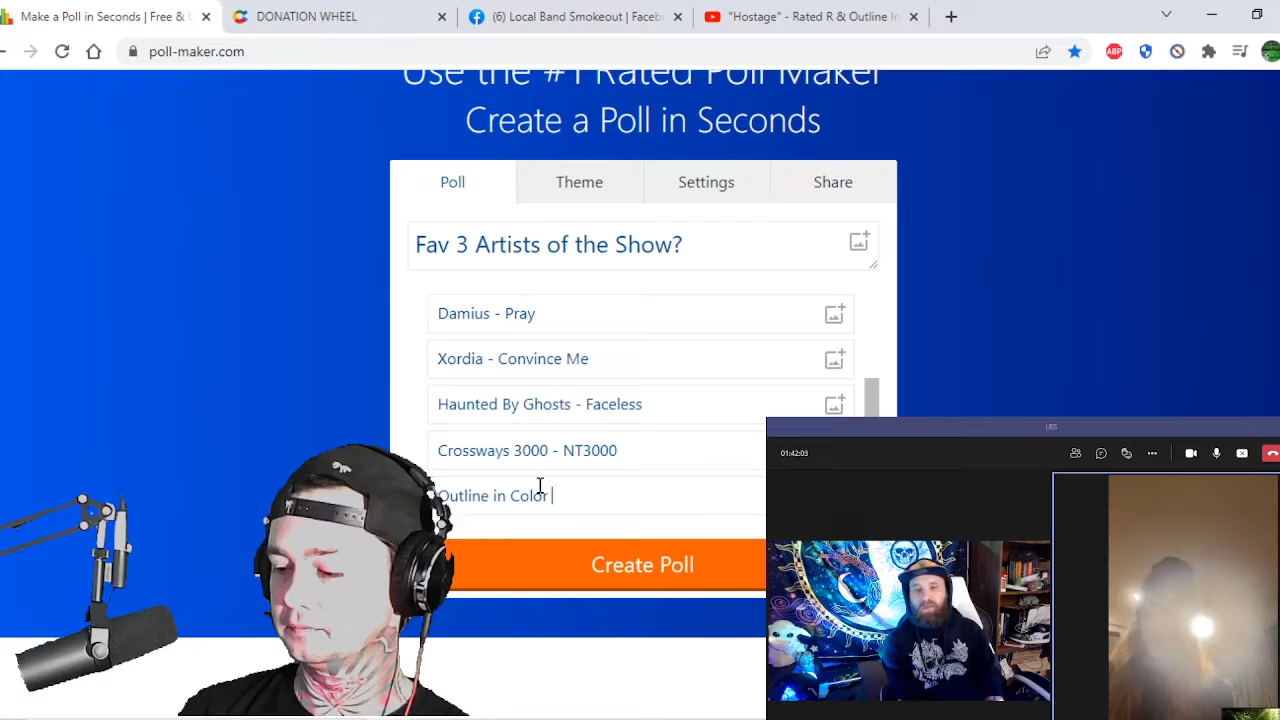 Make a Poll in Seconds | Free &
DONATION WHEEL
(6) Local Band Smokeout | Faceb
"Hostage" - Rated R & Outline In
poll-maker.com
ABP
Use the #1 Rated Poll Maker
Create a Poll in Seconds
Poll
Theme
Settings
Share
Fav 3 Artists of the Show?
Damius - Pray
Xordia - Convince Me
Haunted By Ghosts - Faceless
Crossways 3000 - NT3000
Outline in Color
Create Poll
LBS
01:42:03